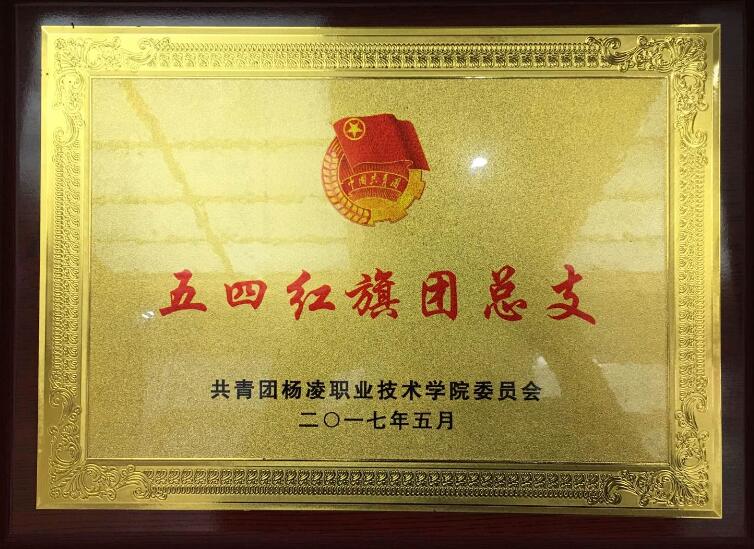 中国共青团
五四红旗团总支
共青团杨凌职业技术学院委员会
二〇一七年五月